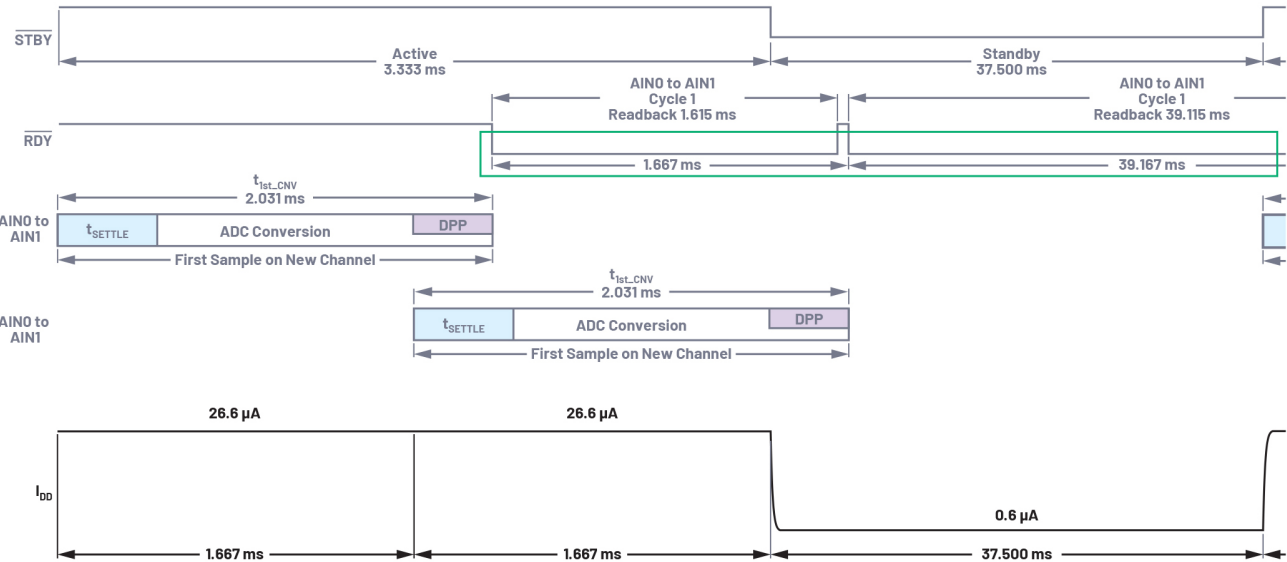 STBY
Active
3.333 ms
Standby
37.500 ms
AIN0 to AIN1
Cycle 1
Readback 1.615 ms
AIN0 to AIN1
Cycle 1
Readback 39.115 ms
RDY
1.667 ms
39.167 ms
t1st_CNV
2.031 ms
AIN0 to
AIN1
tSETTLE
ADC Conversion
DPP
First Sample on New Channel
t1st_CNV
2.031 ms
AIN0 to
AIN1
tSETTLE
ADC Conversion
DPP
First Sample on New Channel
26.6 µA
26.6 µA
IDD
0.6 µA
1.667 ms
1.667 ms
37.500 ms